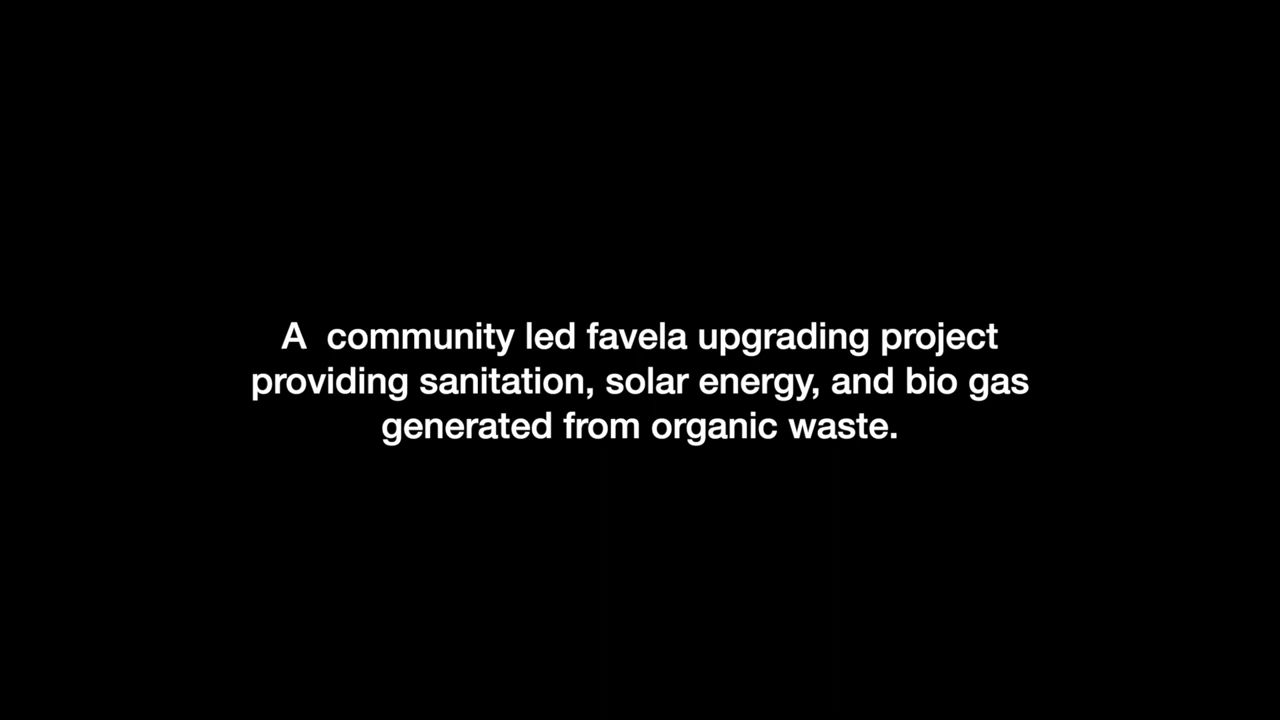 A  community led favela upgrading project
providing sanitation, solar energy, and bio gas
generated from organic waste.